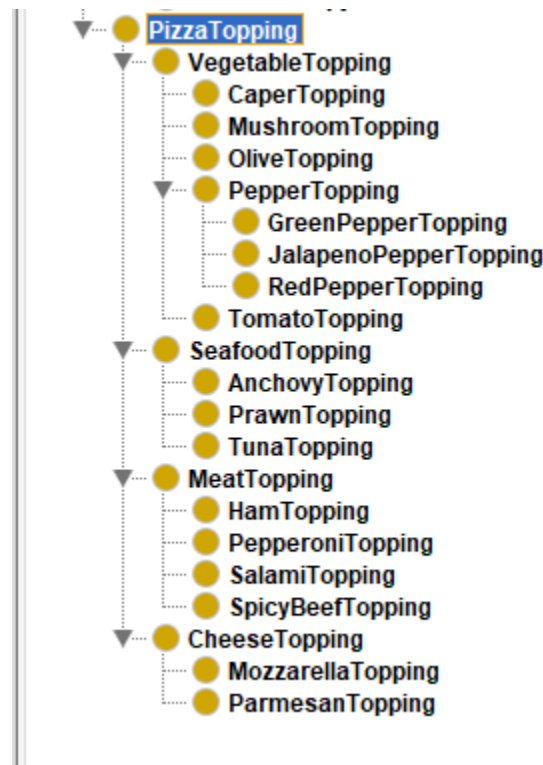 PizzaTopping
VegetableTopping
CaperTopping
MushroomTopping
OliveTopping
PepperTopping
GreenPepperTopping
JalapenoPepperTopping
RedPepperTopping
TomatoTopping
SeafoodTopping
AnchovyTopping
PrawnTopping
TunaTopping
MeatTopping
HamTopping
PepperoniTopping
SalamiTopping
SpicyBeefTopping
CheeseTopping
MozzarellaTopping
ParmesanTopping